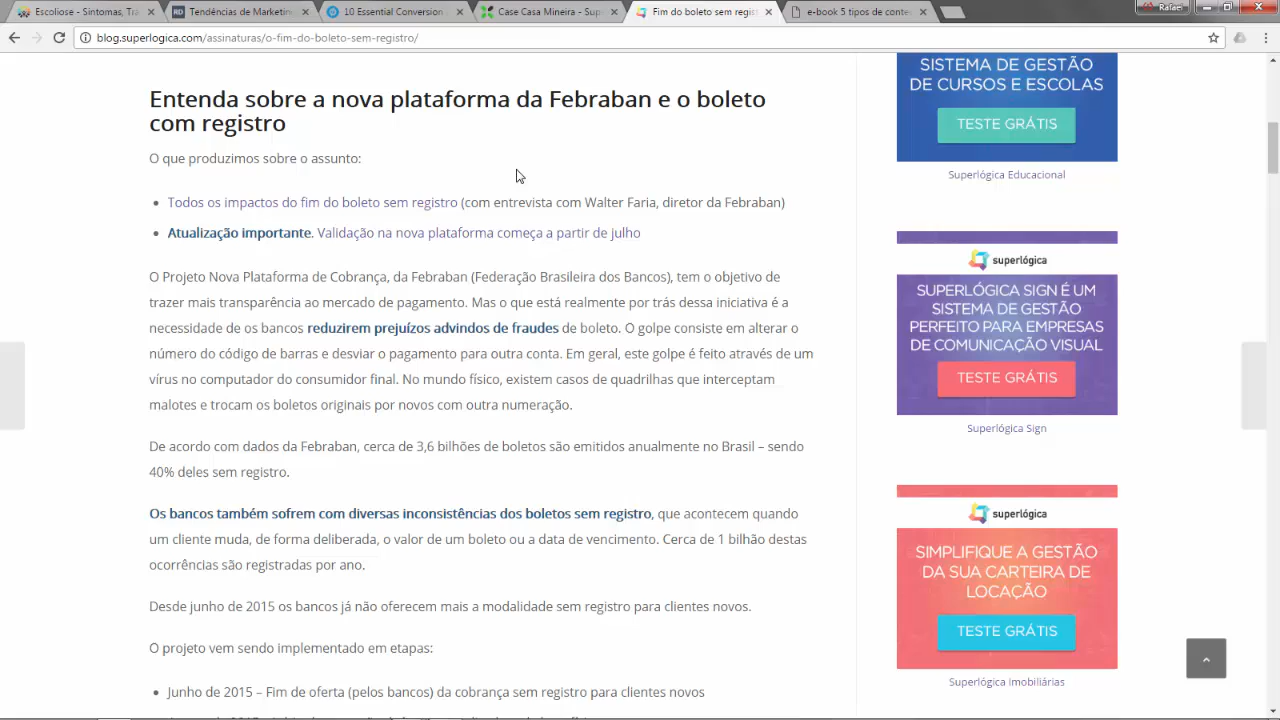 Escoliose - Sintomas, Tra
Tendências de Marketing
10 Essential Conversion
Case Casa Mineira - Sup
Fim do boleto sem regist
e-book 5 tipos de conte
Rafael
blog.superlogica.com/assinaturas/o-fim-do-boleto-sem-registro/
Entenda sobre a nova plataforma da Febraban e o boleto
com registro
O que produzimos sobre o assunto:
• Todos os impactos do fim do boleto sem registro (com entrevista com Walter Faria, diretor da Febraban)
• Atualização importante. Validação na nova plataforma começa a partir de julho
O Projeto Nova Plataforma de Cobrança, da Febraban (Federação Brasileira dos Bancos), tem o objetivo de
trazer mais transparência ao mercado de pagamento. Mas o que está realmente por trás dessa iniciativa é a
necessidade de os bancos reduzirem prejuízos advindos de fraudes de boleto. O golpe consiste em alterar o
número do código de barras e desviar o pagamento para outra conta. Em geral, este golpe é feito através de um
vírus no computador do consumidor final. No mundo físico, existem casos de quadrilhas que interceptam
malotes e trocam os boletos originais por novos com outra numeração.
De acordo com dados da Febraban, cerca de 3,6 bilhões de boletos são emitidos anualmente no Brasil – sendo
40% deles sem registro.
Os bancos também sofrem com diversas inconsistências dos boletos sem registro, que acontecem quando
um cliente muda, de forma deliberada, o valor de um boleto ou a data de vencimento. Cerca de 1 bilhão destas
ocorrências são registradas por ano.
Desde junho de 2015 os bancos já não oferecem mais a modalidade sem registro para clientes novos.
O projeto vem sendo implementado em etapas:
• Junho de 2015 – Fim de oferta (pelos bancos) da cobrança sem registro para clientes novos
SISTEMA DE GESTÃO
DE CURSOS E ESCOLAS
TESTE GRÁTIS
Superlógica Educacional
superlógica
SUPERLÓGICA SIGN É UM
SISTEMA DE GESTÃO
PERFEITO PARA EMPRESAS
DE COMUNICAÇÃO VISUAL
TESTE GRÁTIS
Superlógica Sign
superlógica
SIMPLIFIQUE A GESTÃO
DA SUA CARTEIRA DE
LOCAÇÃO
TESTE GRÁTIS
Superlógica Imobiliárias